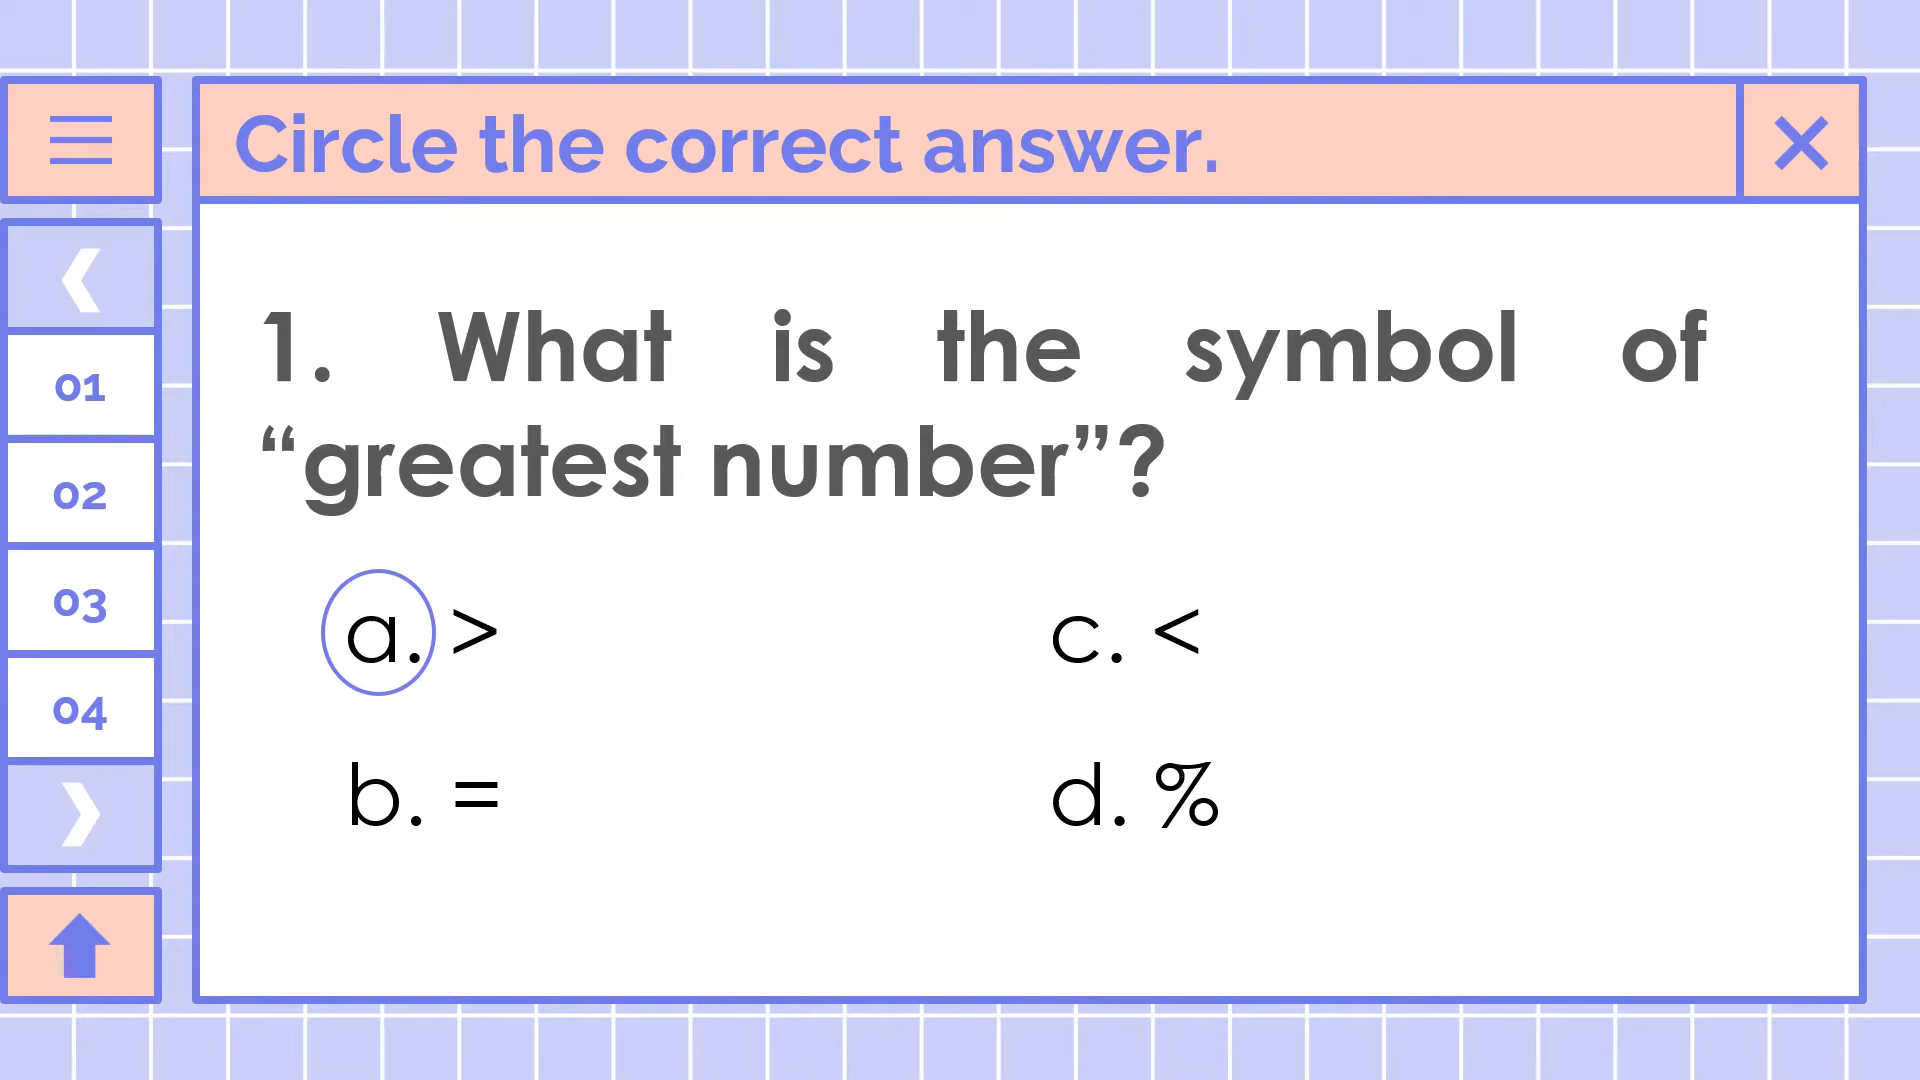 Circle the correct answer.
01
02
03
04
1. What is the symbol of
“greatest number”?
a. >
c. <
b. =
d. %